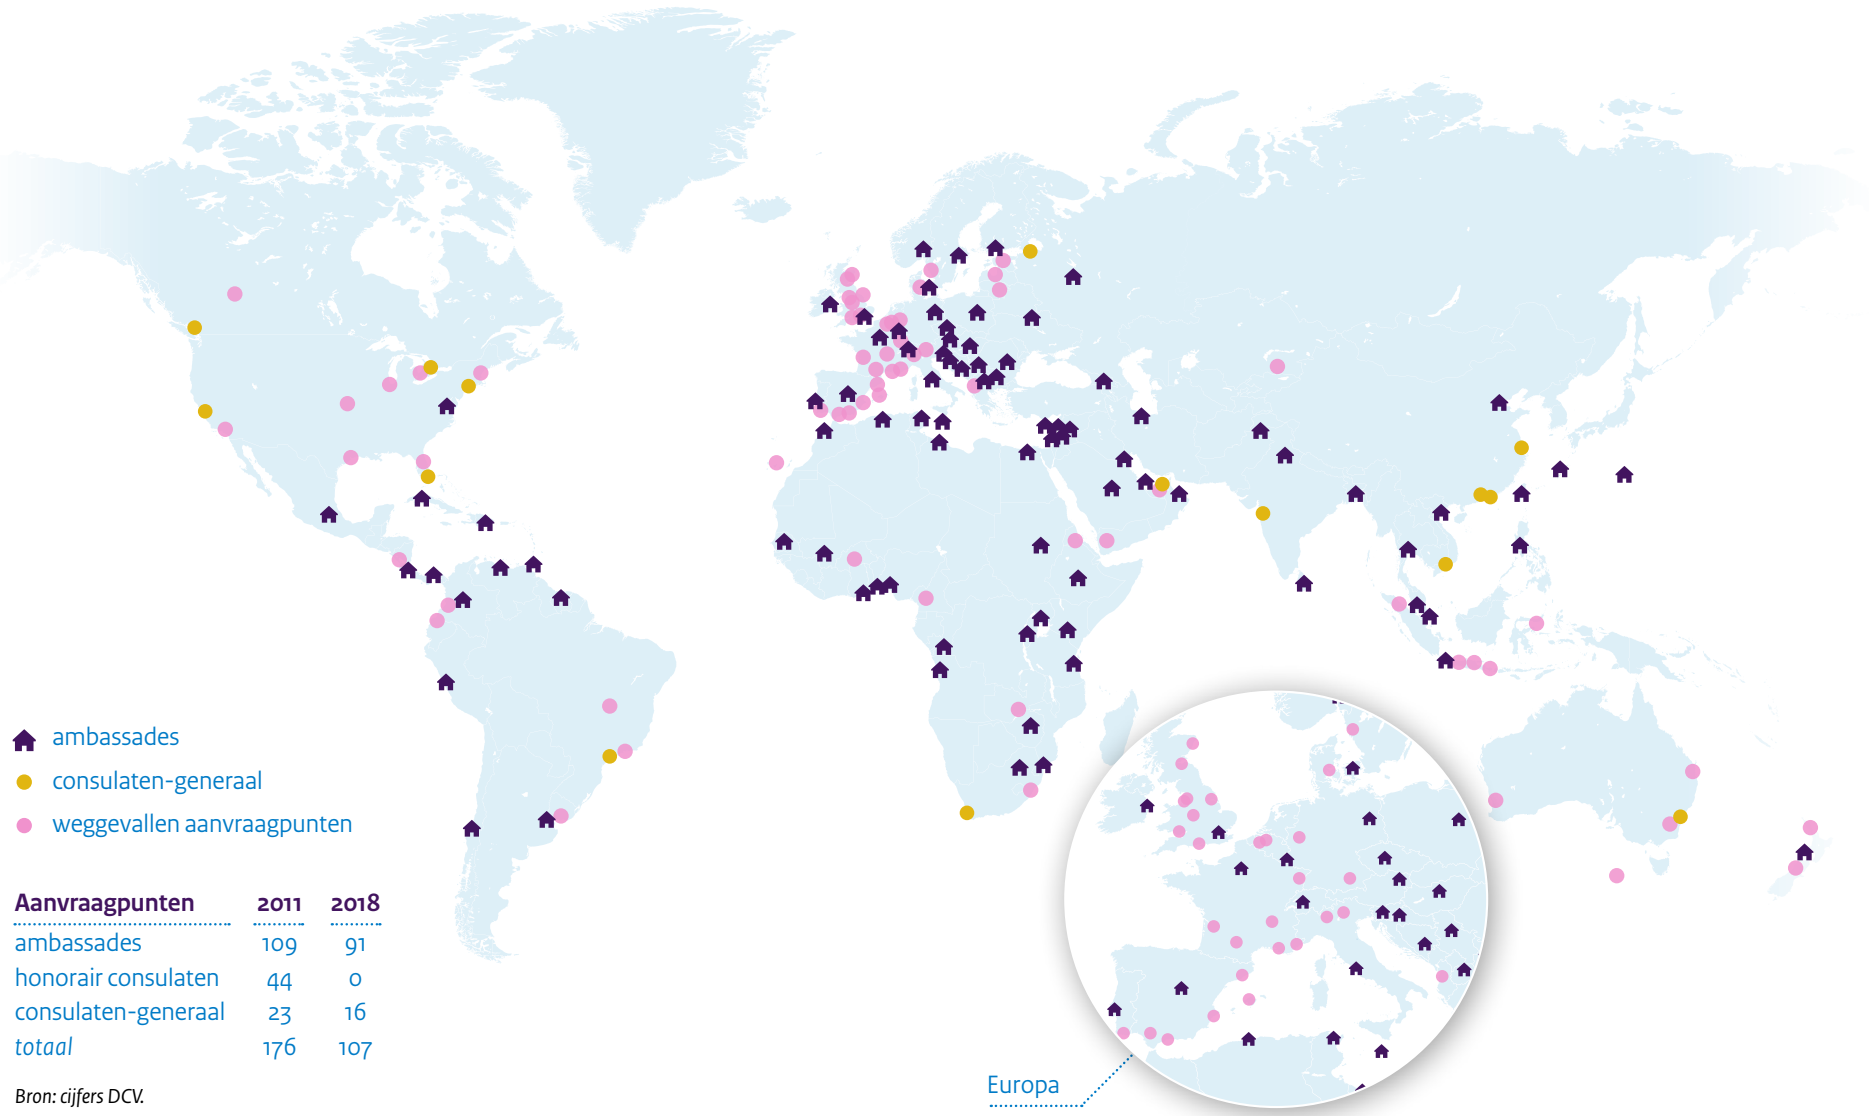 ambassades
consulaten-generaal
weggevallen aanvraagpunten
Aanvraagpunten 2011 2018
ambassades 109 91
honorair consulaten 44 0
consulaten-generaal 23 16
totaal 176 107
Bron: cijfers DCV.
Europa